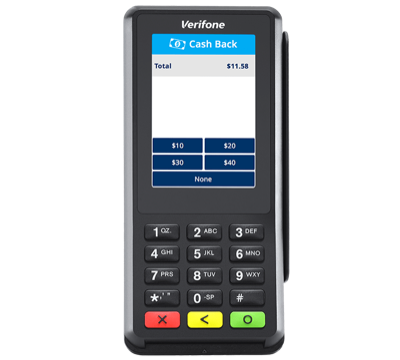 Verifone
Cash Back
Total $11.58
$10 $20
$30 $40
None
1 QZ. 2 ABC 3 DEF
4 GHI 5 JKL 6 MNO
7 PRS 8 TUV 9 WXY
*,'" 0 -SP #
X < O